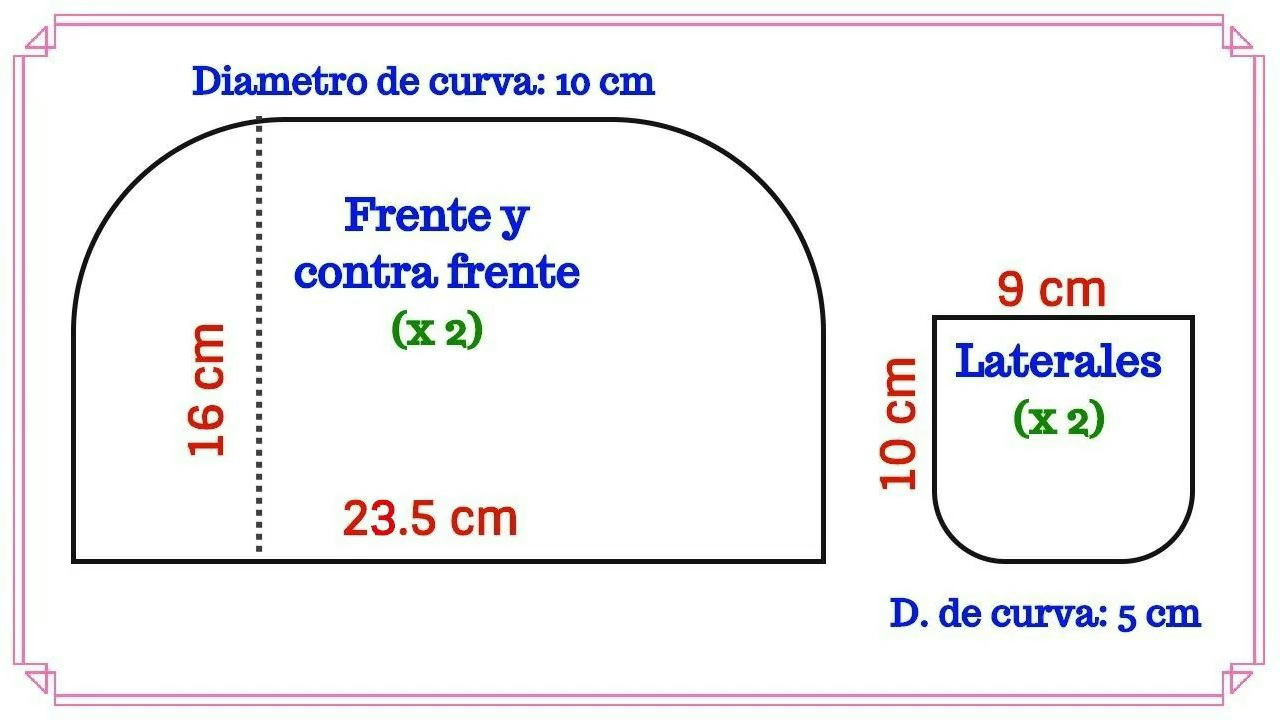 Diametro de curva: 10 cm
Frente y
contra frente
(x 2)
16 cm
23.5 cm
9 cm
Laterales
(x 2)
10 cm
D. de curva: 5 cm